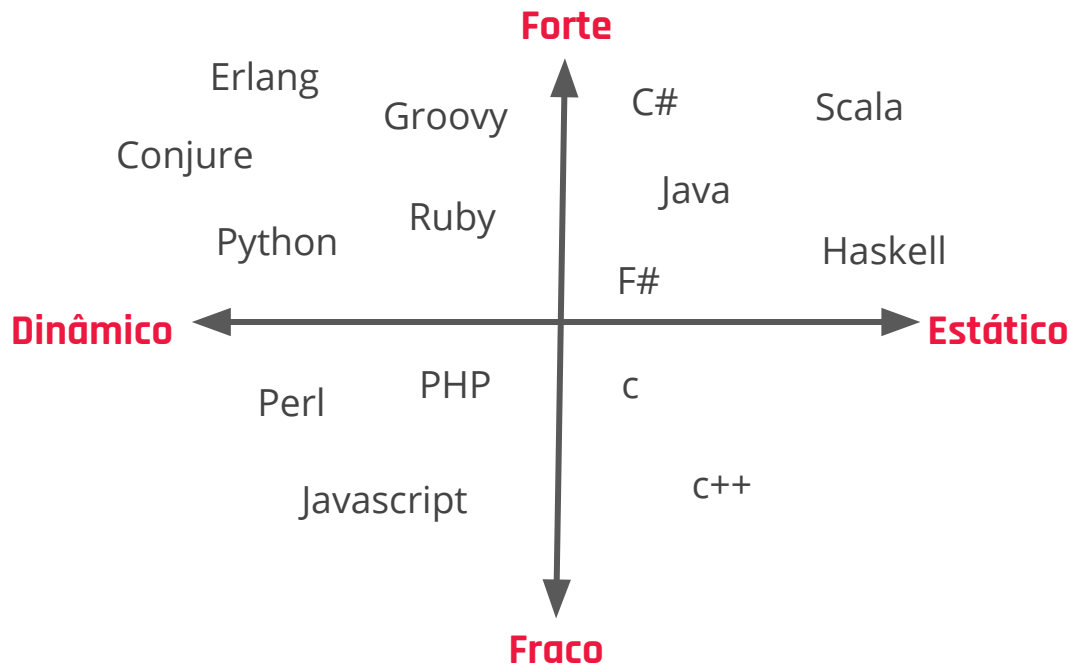 Forte
Erlang
Groovy
C#
Scala
Conjure
Java
Ruby
Python
Haskell
F#
Dinâmico
Estático
PHP
c
Perl
Javascript
c++
Fraco